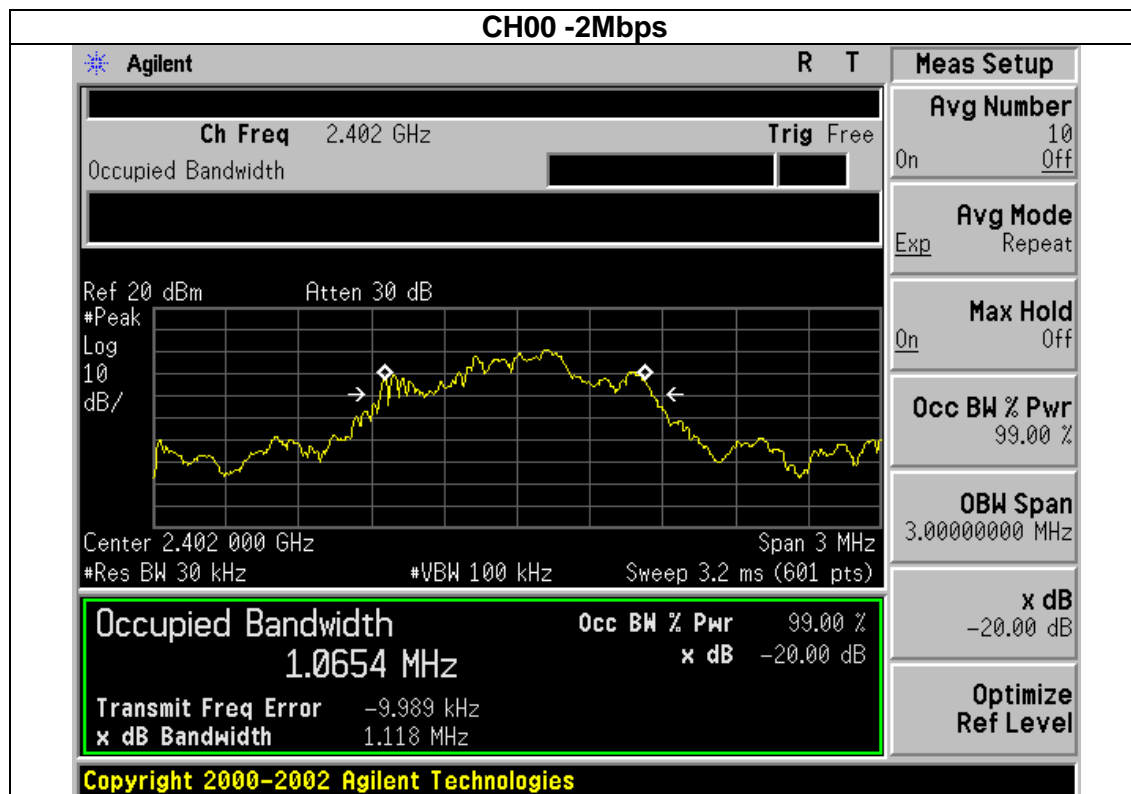 CH00 -2Mbps
Agilent R T
Ch Freq 2.402 GHz Trig Free
Occupied Bandwidth
Ref 20 dBm Atten 30 dB
#Peak
Log
10
dB/
Center 2.402 000 GHz Span 3 MHz
#Res BW 30 kHz #VBW 100 kHz Sweep 3.2 ms (601 pts)
Occupied Bandwidth Occ BW % Pwr 99.00 %
1.0654 MHz x dB -20.00 dB
Transmit Freq Error -9.989 kHz
x dB Bandwidth 1.118 MHz
Copyright 2000-2002 Agilent Technologies
Meas Setup
Avg Number
10
On Off
Avg Mode
Exp Repeat
Max Hold
On Off
Occ BW % Pwr
99.00 %
OBW Span
3.00000000 MHz
x dB
-20.00 dB
Optimize
Ref Level